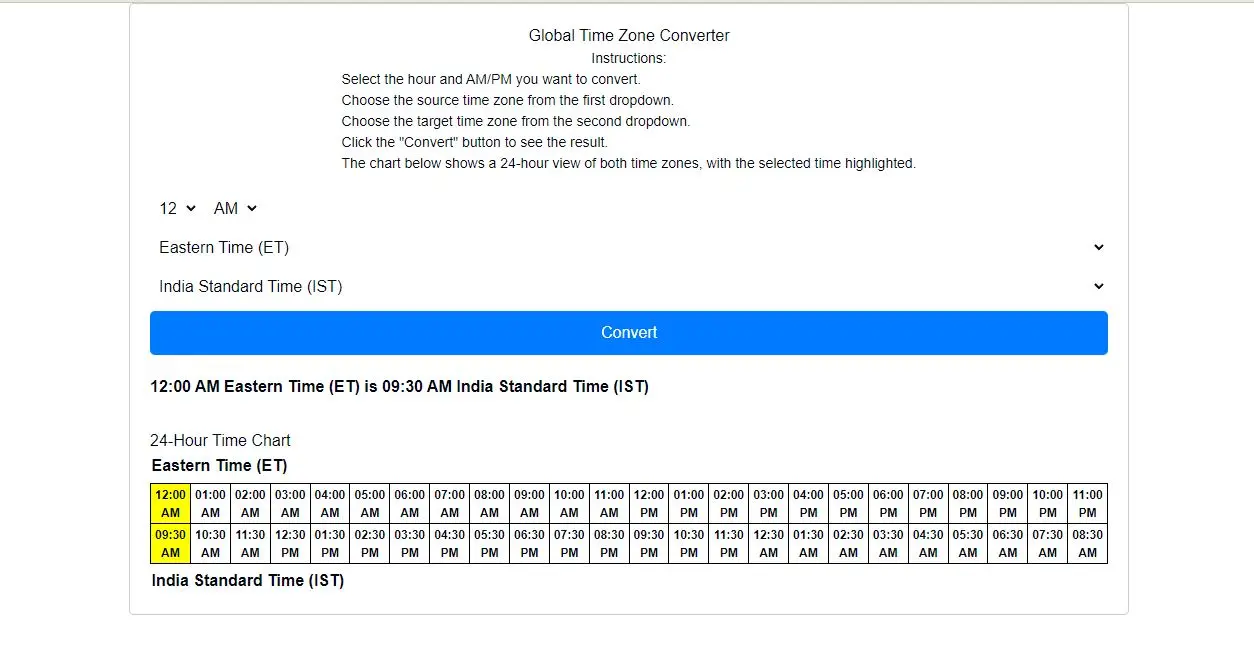 Global Time Zone Converter
Instructions:
Select the hour and AM/PM you want to convert.
Choose the source time zone from the first dropdown.
Choose the target time zone from the second dropdown.
Click the "Convert" button to see the result.
The chart below shows a 24-hour view of both time zones, with the selected time highlighted.
12 AM
Eastern Time (ET)
India Standard Time (IST)
Convert
12:00 AM Eastern Time (ET) is 09:30 AM India Standard Time (IST)
24-Hour Time Chart
Eastern Time (ET)
12:00 01:00 02:00 03:00 04:00 05:00 06:00 07:00 08:00 09:00 10:00 11:00 12:00 01:00 02:00 03:00 04:00 05:00 06:00 07:00 08:00 09:00 10:00 11:00
AM AM AM AM AM AM AM AM AM AM AM AM PM PM PM PM PM PM PM PM PM PM PM PM
09:30 10:30 11:30 12:30 01:30 02:30 03:30 04:30 05:30 06:30 07:30 08:30 09:30 10:30 11:30 12:30 01:30 02:30 03:30 04:30 05:30 06:30 07:30 08:30
AM AM AM PM PM PM PM PM PM PM PM PM PM PM PM AM AM AM AM AM AM AM AM AM
India Standard Time (IST)